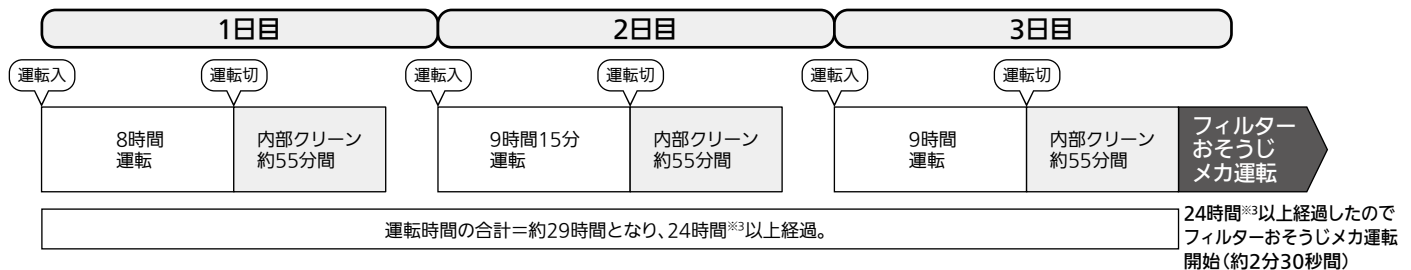 1日目
2日目
3日目
運転入
運転切
運転入
運転切
運転入
運転切
8時間
運転
内部クリーン
約55分間
9時間15分
運転
内部クリーン
約55分間
9時間
運転
内部クリーン
約55分間
フィルター
おそうじ
メカ運転
運転時間の合計＝約29時間となり、24時間※3以上経過。
24時間※3以上経過したので
フィルターおそうじメカ運転
開始（約2分30秒間）